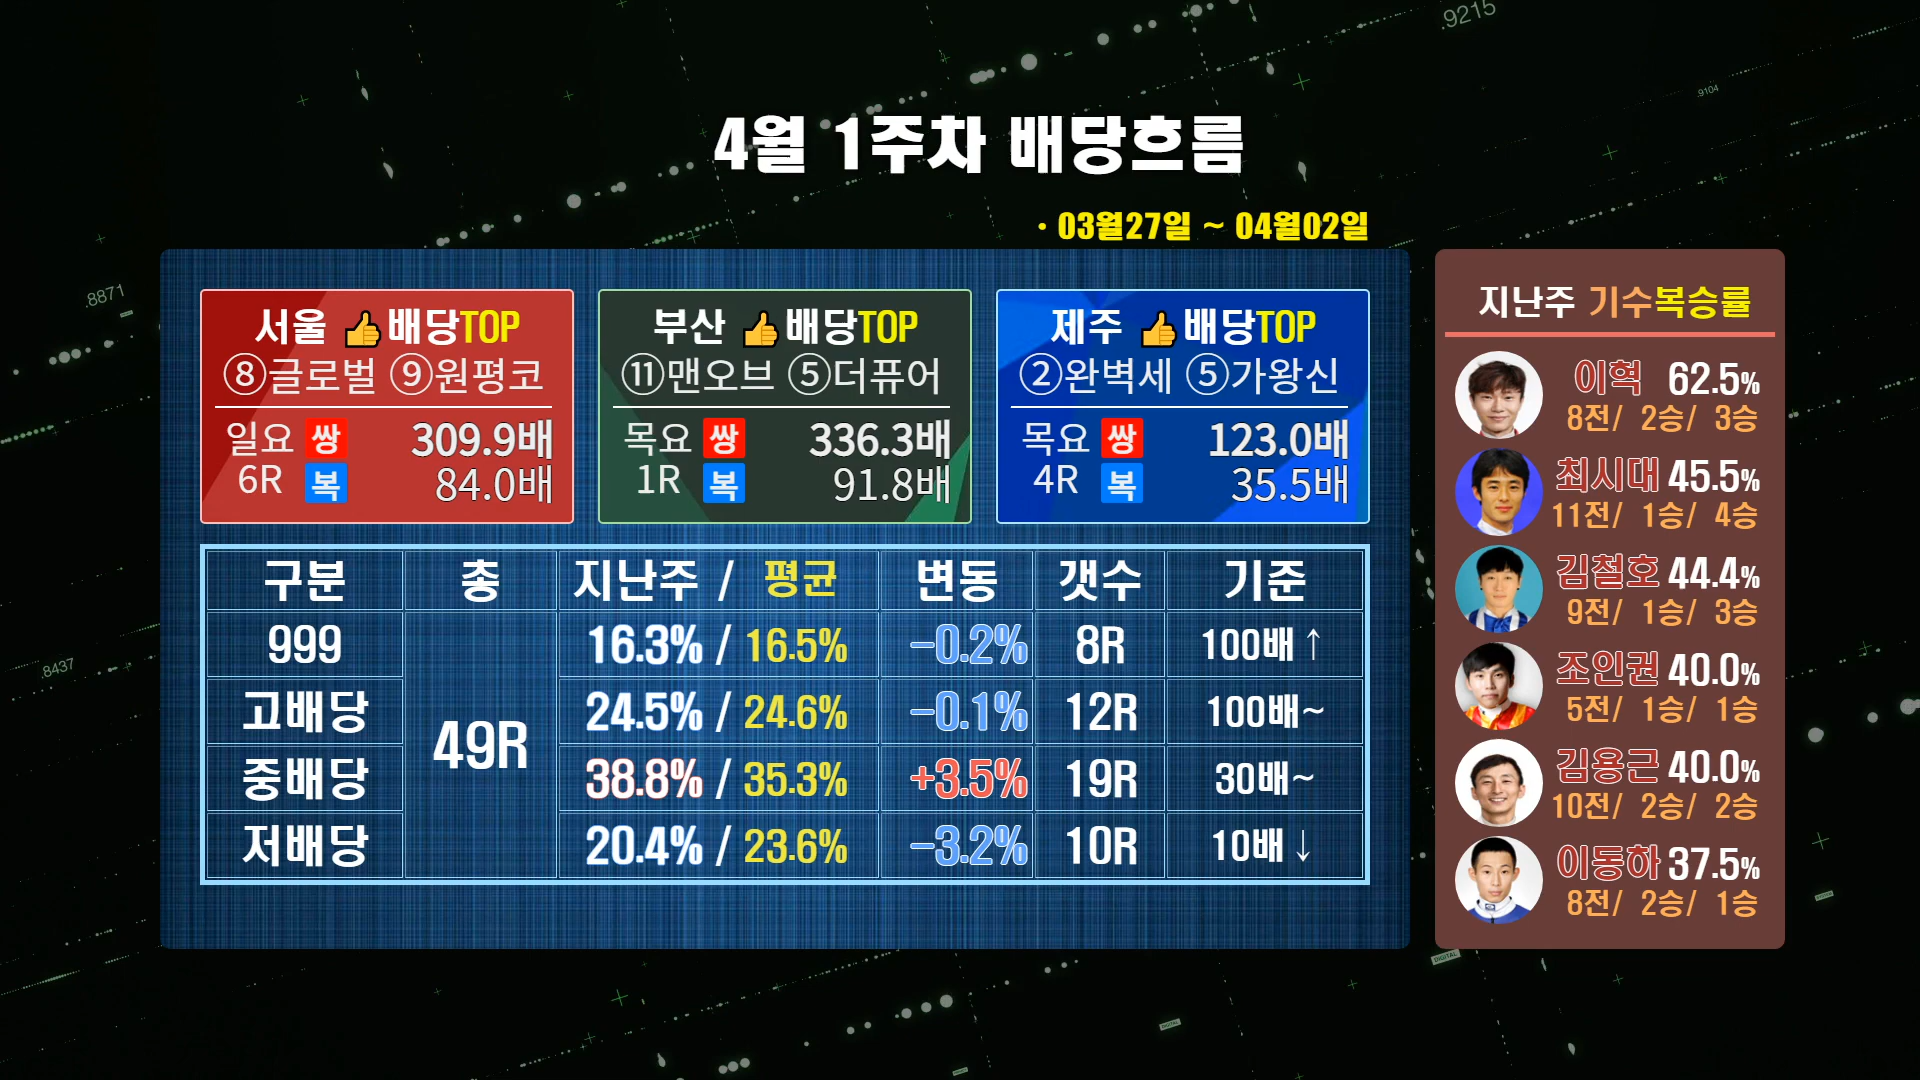 .9215
.9104
4월 1주차 배당흐름
· 03월27일 ~ 04월02일
.8871
서울 👍배당TOP
⑧글로벌 ⑨원평코
일요 쌍 309.9배
6R 복 84.0배
부산 👍배당TOP
⑪맨오브 ⑤더퓨어
목요 쌍 336.3배
1R 복 91.8배
제주 👍배당TOP
②완벽세 ⑤가왕신
목요 쌍 123.0배
4R 복 35.5배
구분 총 지난주 / 평균 변동 갯수 기준
999 16.3% / 16.5% -0.2% 8R 100배↑
고배당 24.5% / 24.6% -0.1% 12R 100배~
49R
중배당 38.8% / 35.3% +3.5% 19R 30배~
저배당 20.4% / 23.6% -3.2% 10R 10배↓
지난주 기수복승률
이혁 62.5%
8전/ 2승/ 3승
최시대 45.5%
11전/ 1승/ 4승
김철호 44.4%
9전/ 1승/ 3승
조인권 40.0%
5전/ 1승/ 1승
김용근 40.0%
10전/ 2승/ 2승
이동하 37.5%
8전/ 2승/ 1승
.8437
DIGITAL